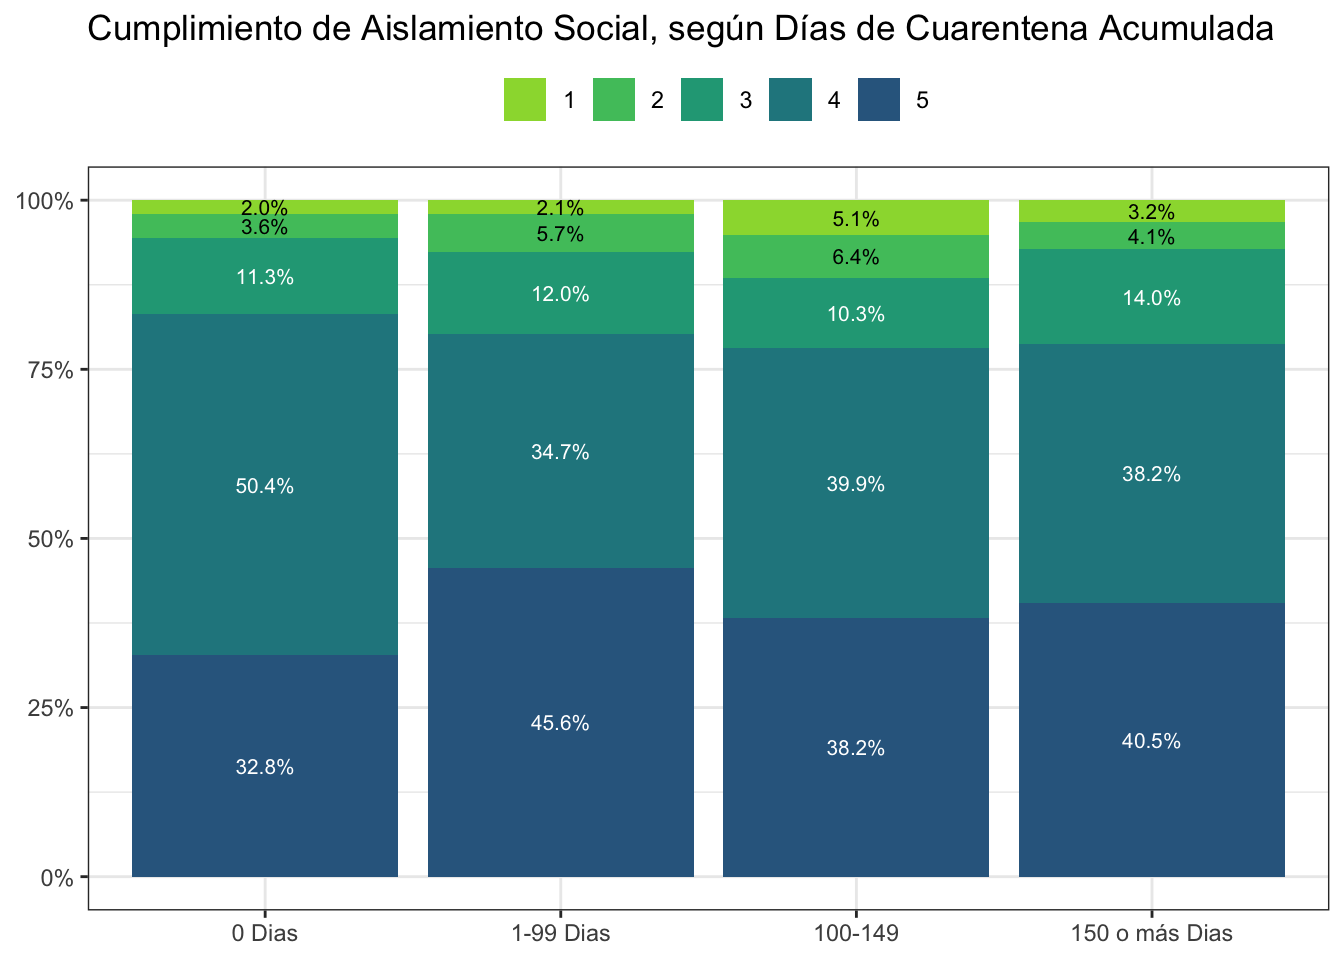 Cumplimiento de Aislamiento Social, según Días de Cuarentena Acumulada
1 2 3 4 5
100%
75%
50%
25%
0%
2.0% 2.1% 5.1% 3.2%
3.6% 5.7% 6.4% 4.1%
11.3% 12.0% 10.3% 14.0%
50.4% 34.7% 39.9% 38.2%
32.8% 45.6% 38.2% 40.5%
0 Dias 1-99 Dias 100-149 150 o más Dias